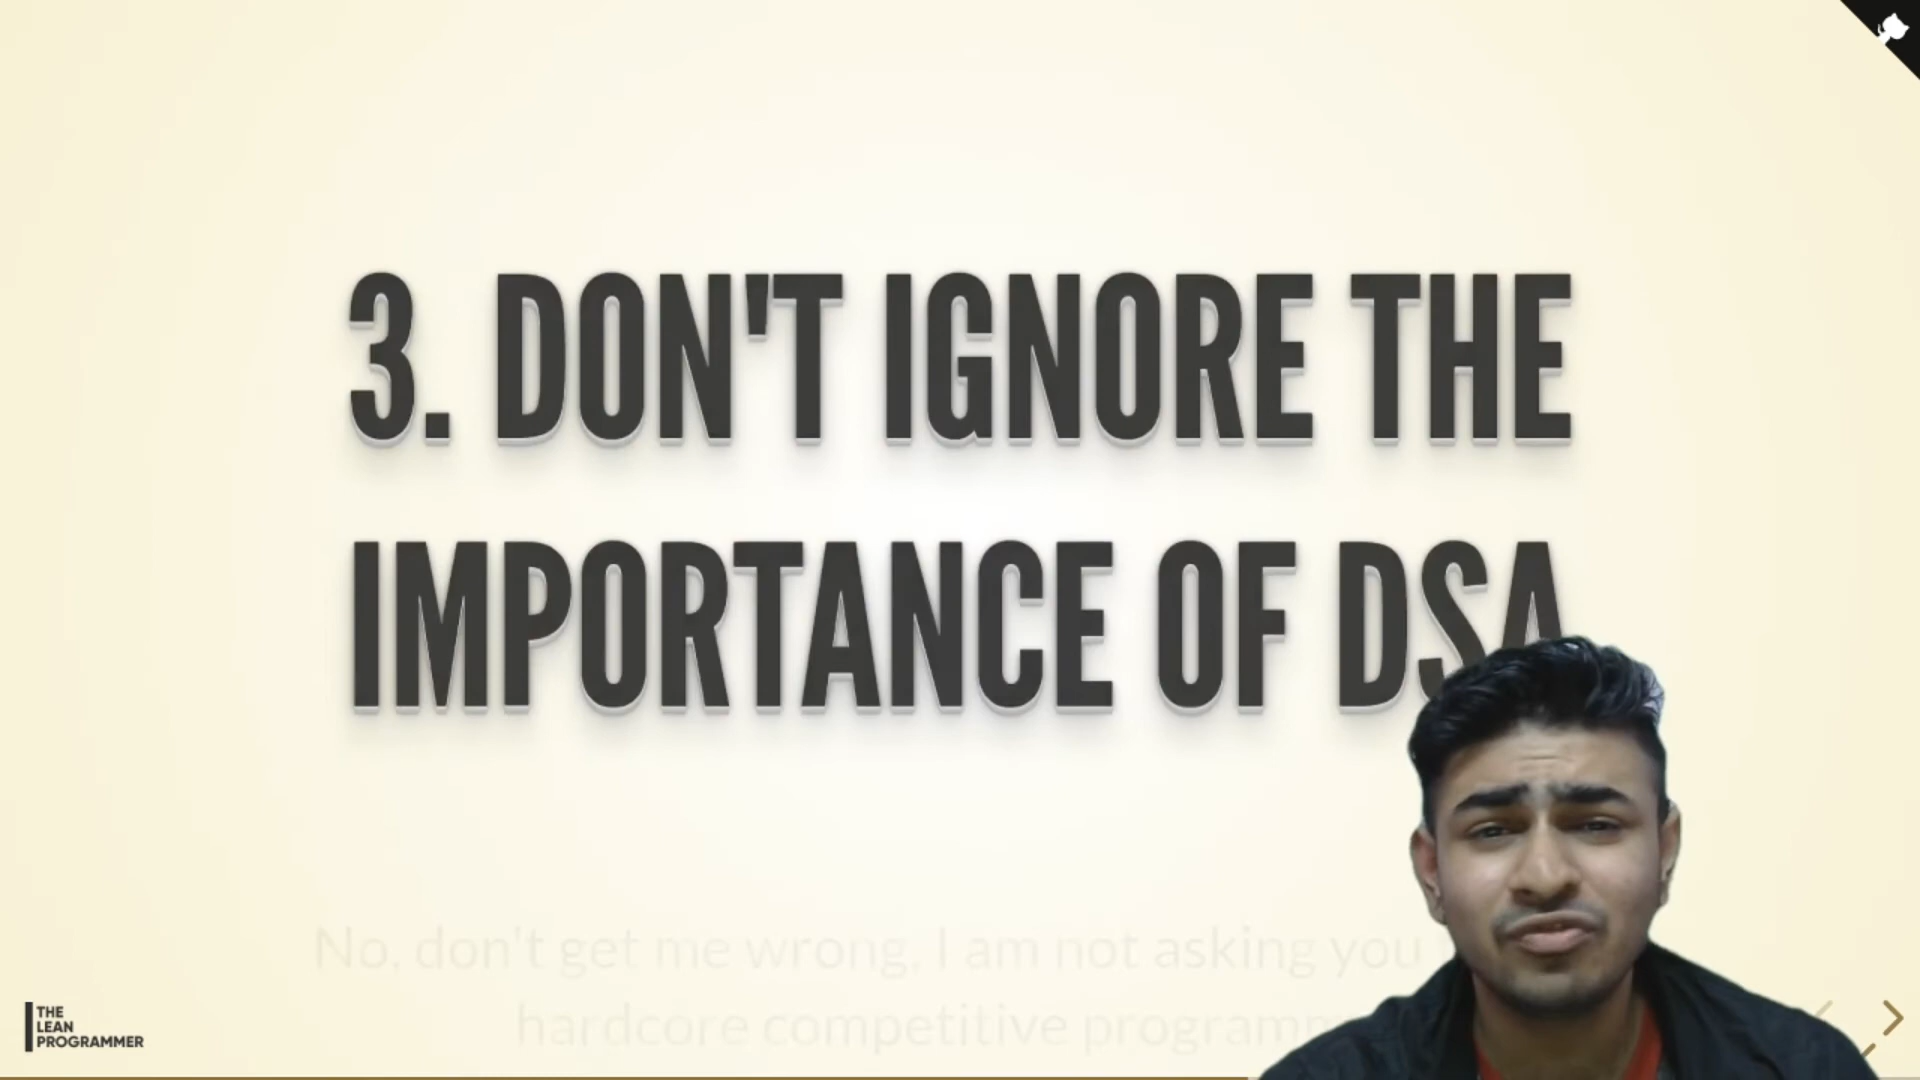 3. DON'T IGNORE THE
IMPORTANCE OF DSA
No, don't get me wrong, I am not asking you
hardcore competitive
THE
LEAN
PROGRAMMER